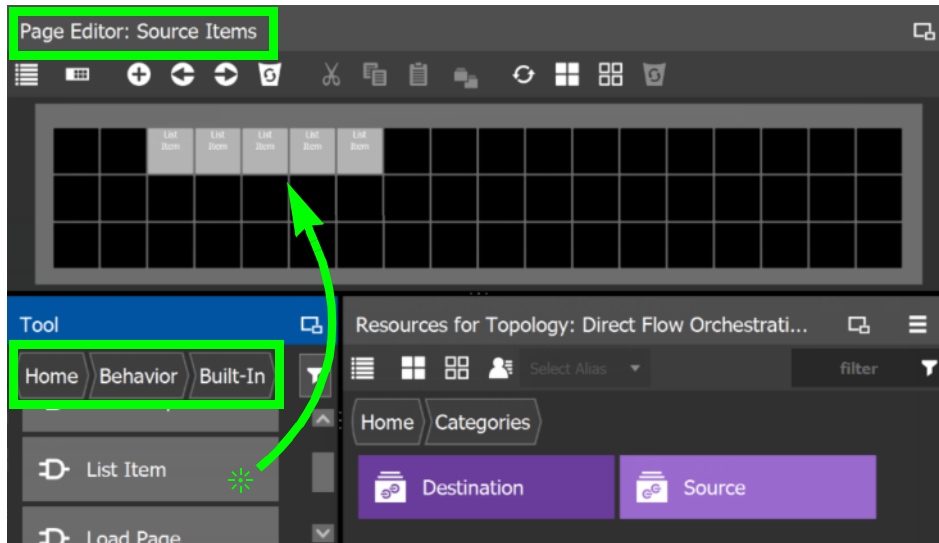 Page Editor: Source Items
List Item
List Item
List Item
List Item
List Item
Tool
Home Behavior Built-In
List Item
Load Page
Resources for Topology: Direct Flow Orchestrati...
Select Alias
filter
Home Categories
Destination
Source